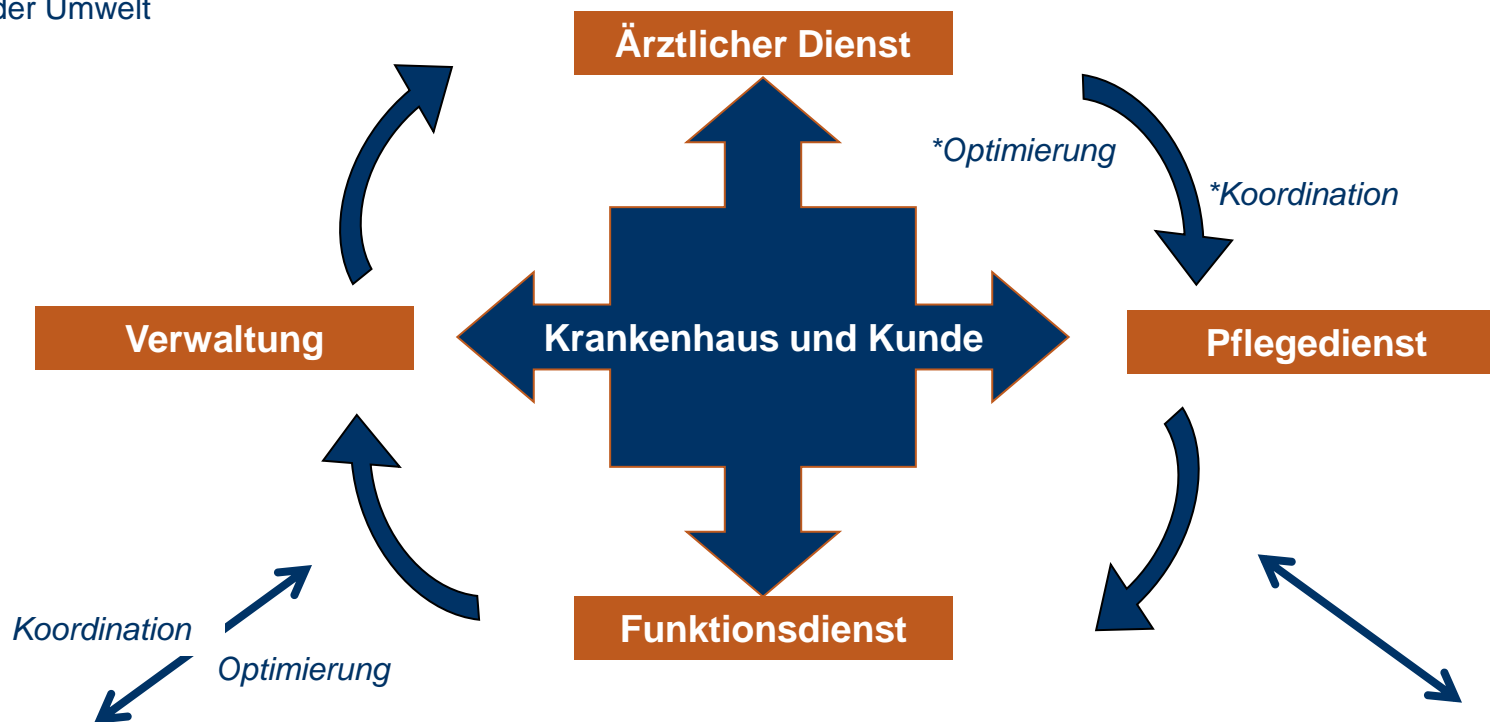 der Umwelt
Ärztlicher Dienst
*Optimierung
*Koordination
Verwaltung
Krankenhaus und Kunde
Pflegedienst
Funktionsdienst
Koordination
Optimierung